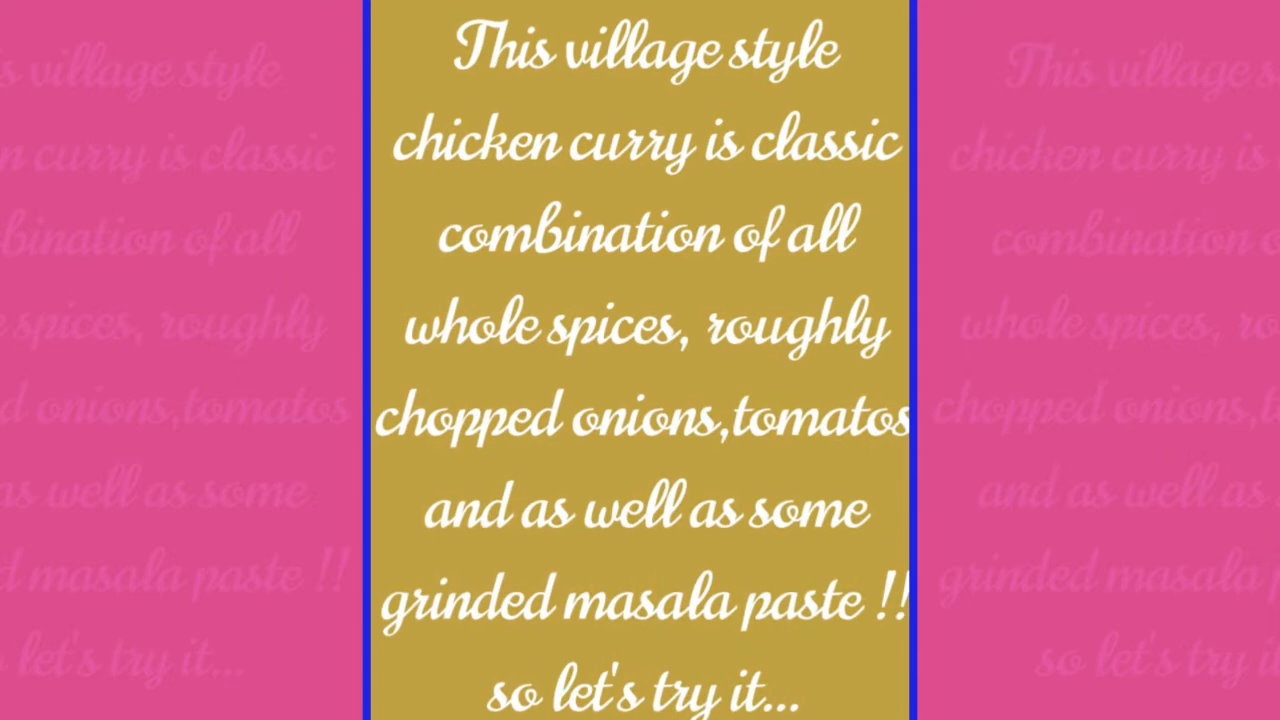 This village style
chicken curry is classic
combination of all
whole spices, roughly
chopped onions,tomatos
and as well as some
grinded masala paste !!
so let's try it...